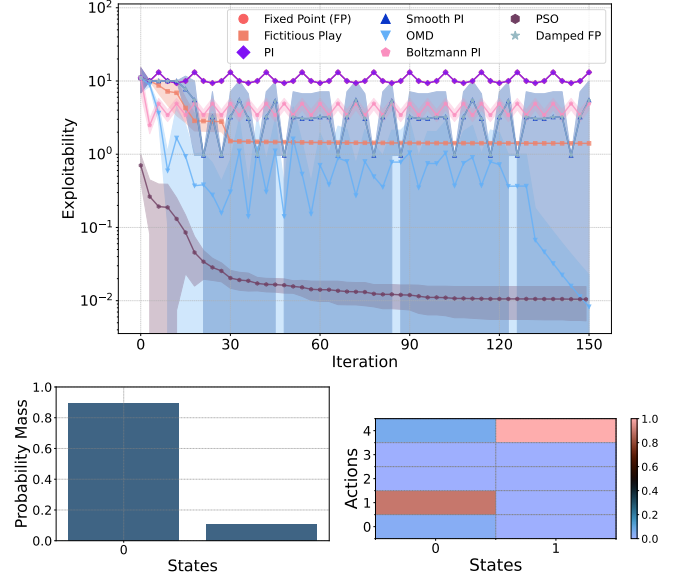 Exploitability
10²
10¹
10⁰
10⁻¹
10⁻²
Fixed Point (FP)
Fictitious Play
PI
Smooth PI
OMD
Boltzmann PI
PSO
Damped FP
0 30 60 90 120 150
Iteration
Probability Mass
1.0
0.8
0.6
0.4
0.2
0.0
0
States
Actions
4
3
2
1
0
0 1
States
1.0
0.8
0.6
0.4
0.2
0.0